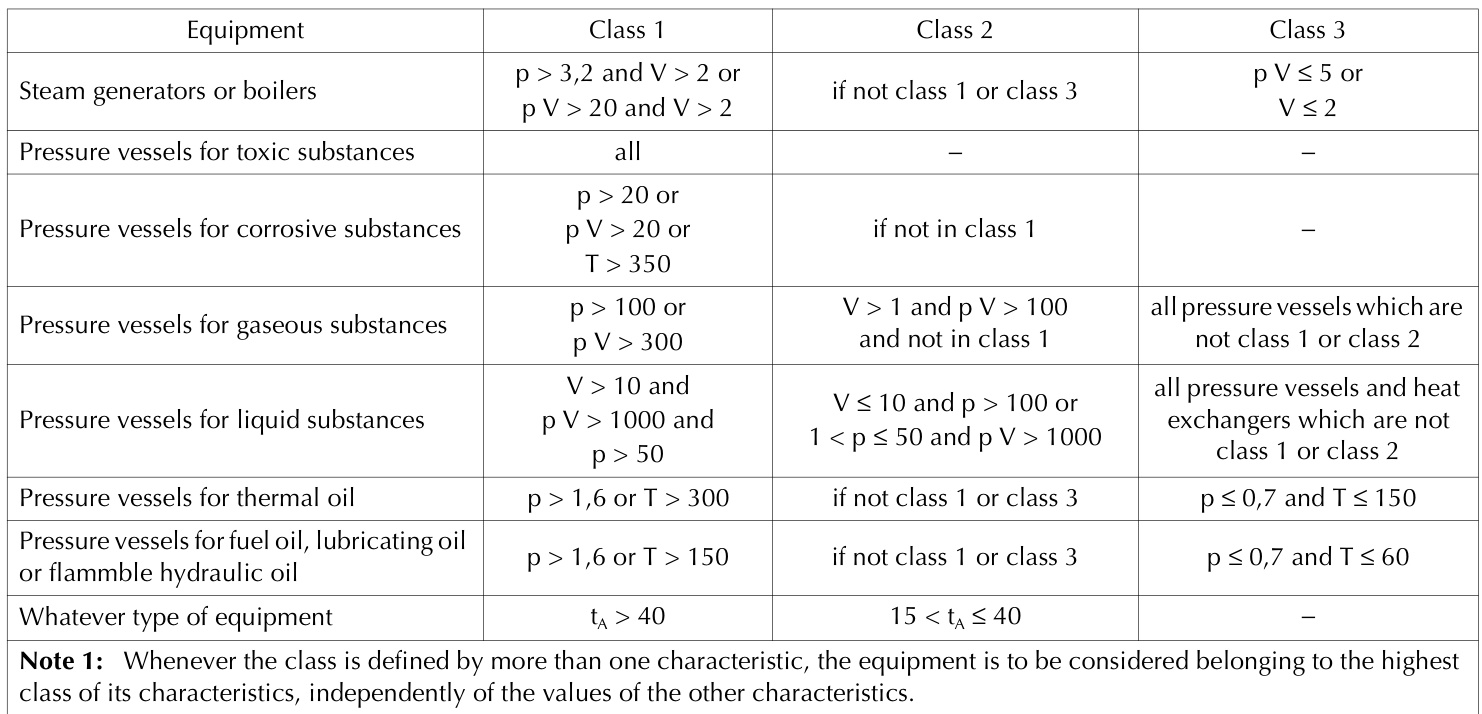 Equipment Class 1 Class 2 Class 3
Steam generators or boilers
p > 3,2 and V > 2 or
p V > 20 and V > 2
if not class 1 or class 3
p V ≤ 5 or
V ≤ 2
Pressure vessels for toxic substances all – –
Pressure vessels for corrosive substances
p > 20 or
p V > 20 or
T > 350
if not in class 1
–
Pressure vessels for gaseous substances
p > 100 or
p V > 300
V > 1 and p V > 100
and not in class 1
all pressure vessels which are
not class 1 or class 2
Pressure vessels for liquid substances
V > 10 and
p V > 1000 and
p > 50
V ≤ 10 and p > 100 or
1 < p ≤ 50 and p V > 1000
all pressure vessels and heat
exchangers which are not
class 1 or class 2
Pressure vessels for thermal oil p > 1,6 or T > 300 if not class 1 or class 3 p ≤ 0,7 and T ≤ 150
Pressure vessels for fuel oil, lubricating oil
or flammble hydraulic oil
p > 1,6 or T > 150
if not class 1 or class 3
p ≤ 0,7 and T ≤ 60
Whatever type of equipment tA > 40 15 < tA ≤ 40 –
Note 1: Whenever the class is defined by more than one characteristic, the equipment is to be considered belonging to the highest
class of its characteristics, independently of the values of the other characteristics.